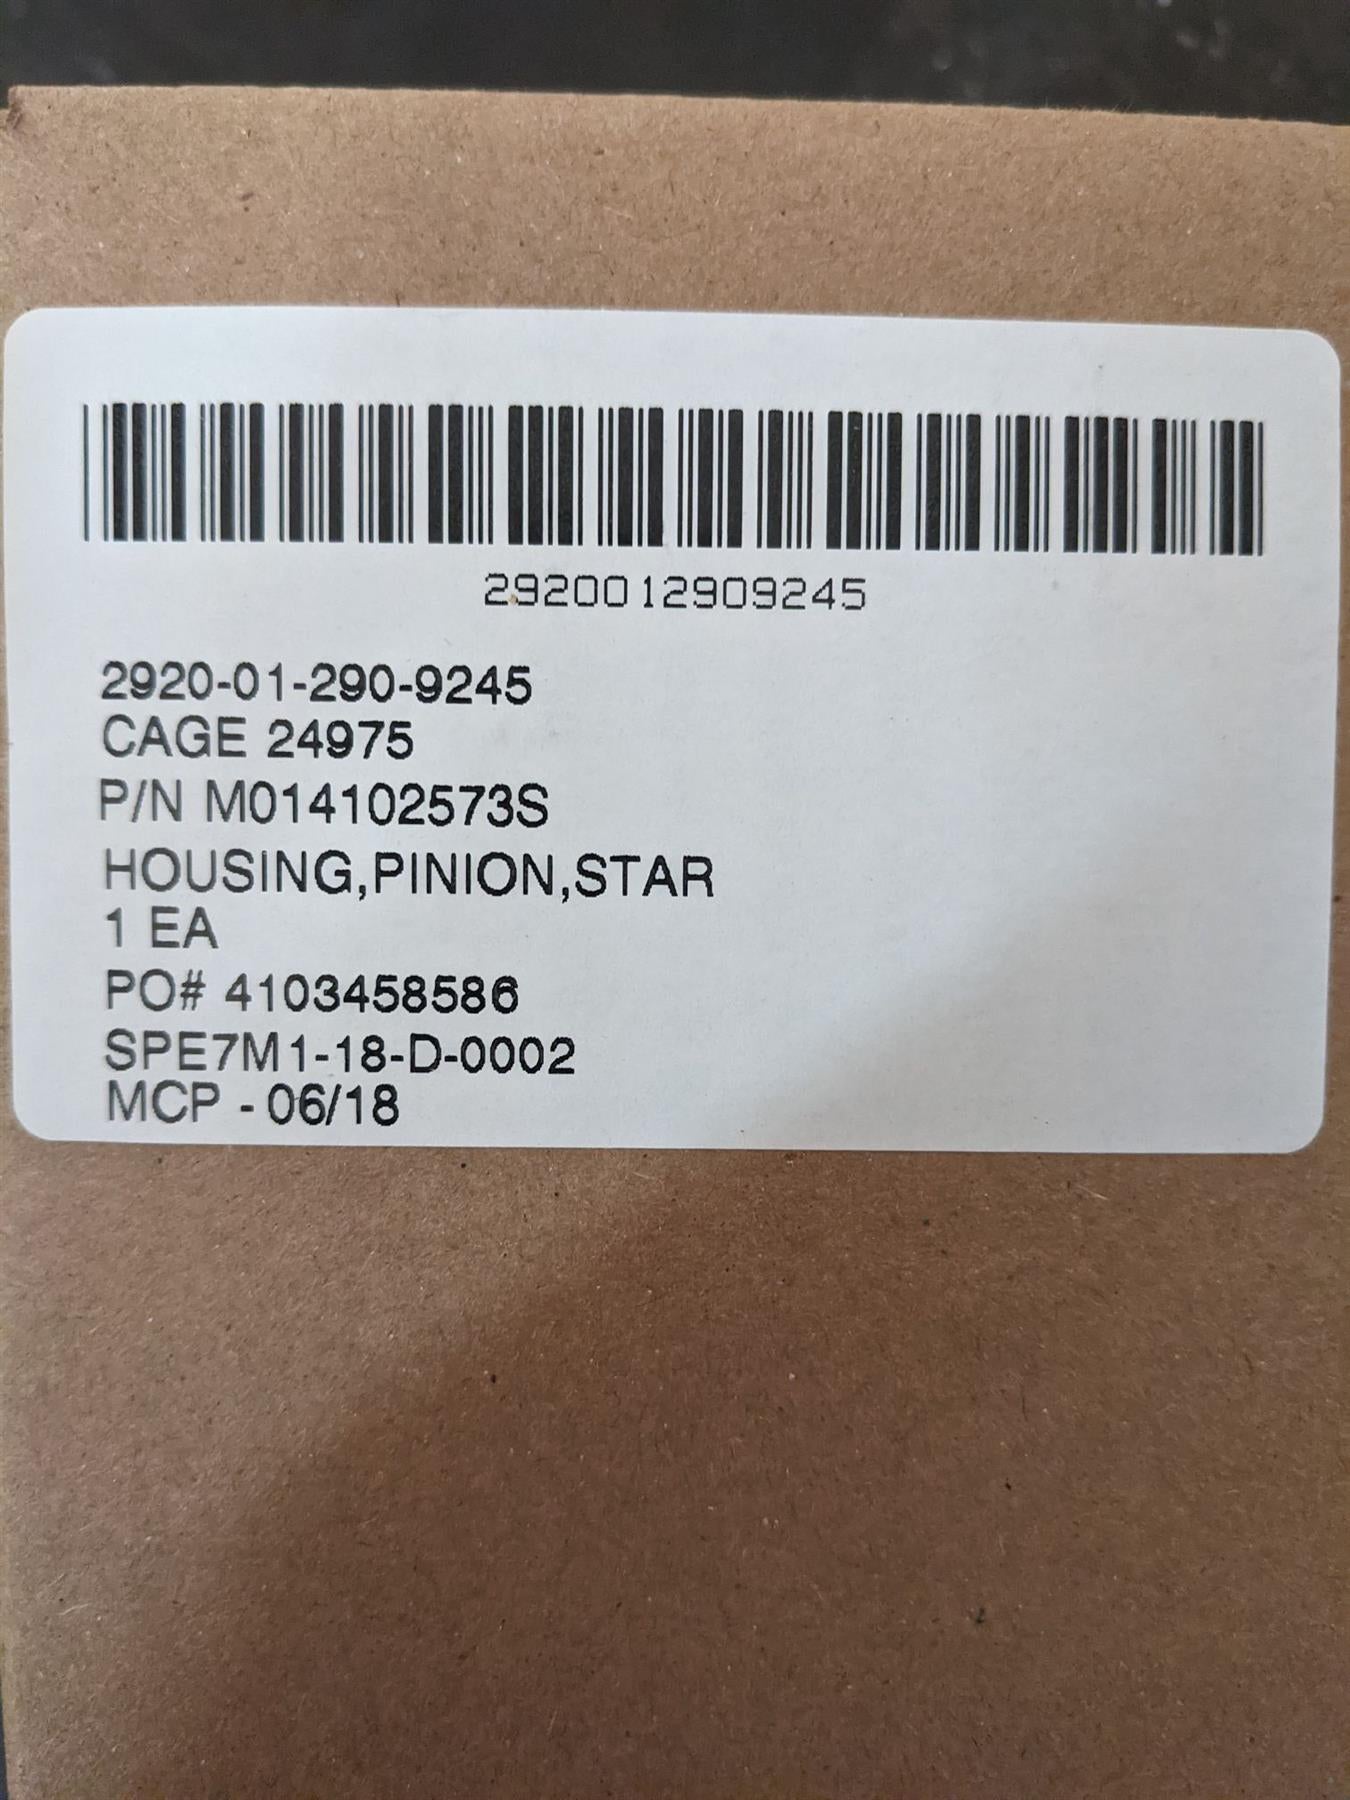 2920012909245
2920-01-290-9245
CAGE 24975
P/N M014102573S
HOUSING,PINION,STAR
1 EA
PO# 4103458586
SPE7M1-18-D-0002
MCP - 06/18